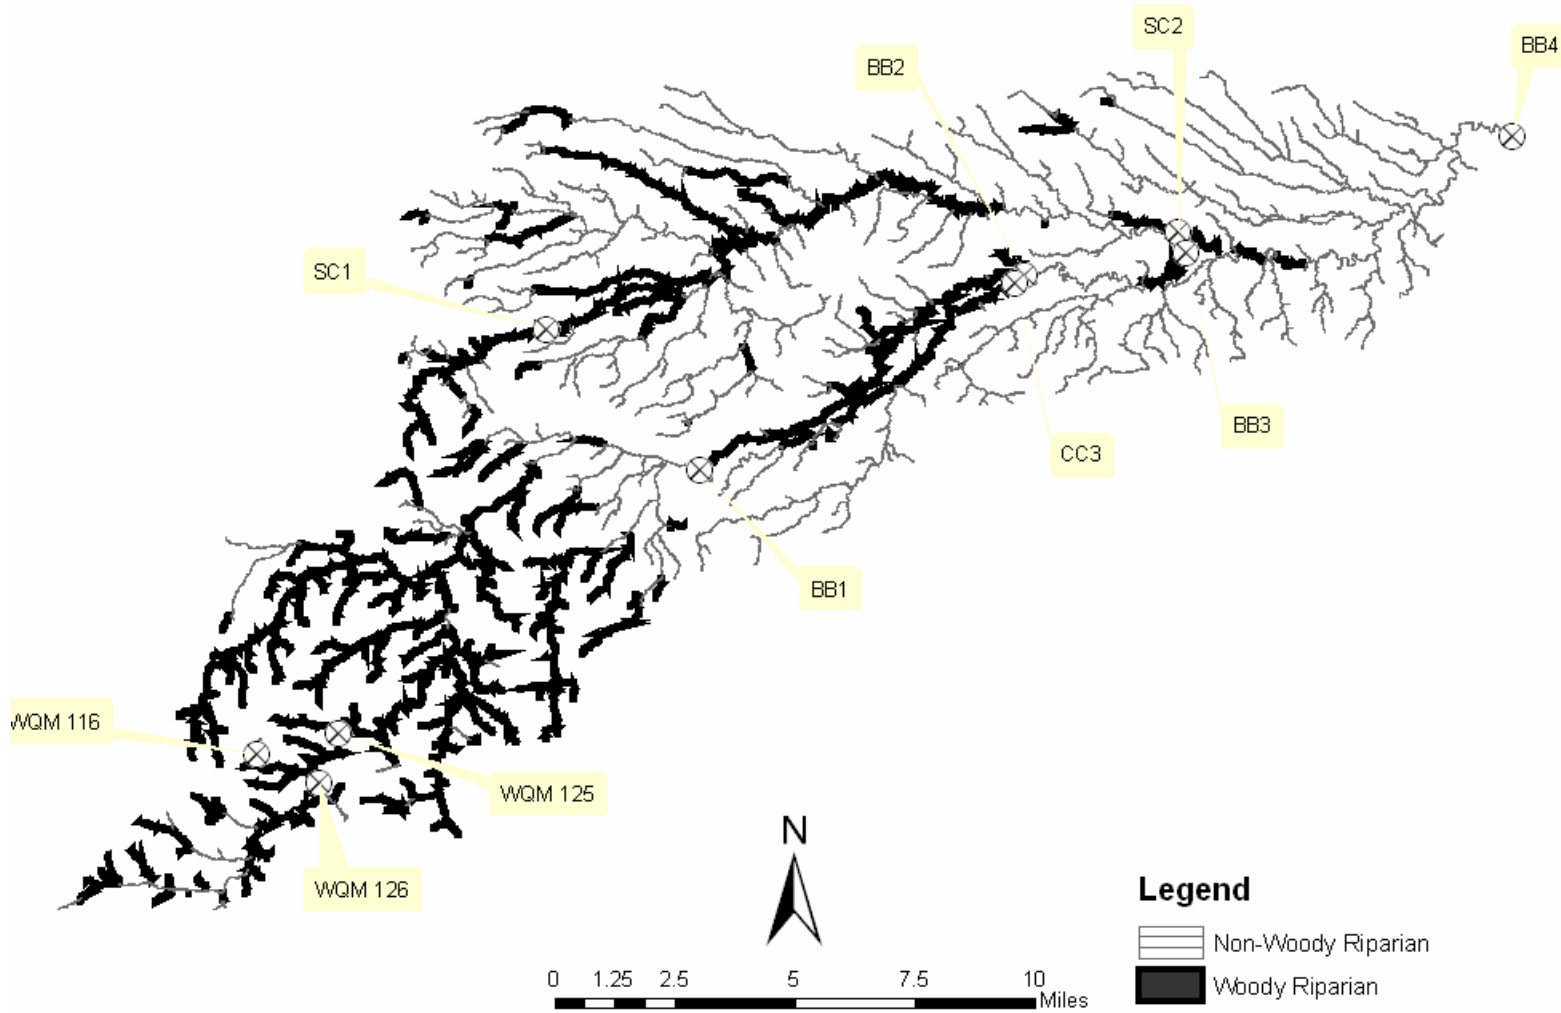 SC2
BB4
BB2
SC1
BB3
CC3
BB1
WQM 116
WQM 125
WQM 126
N
Legend
Non-Woody Riparian
Woody Riparian
0 1.25 2.5 5 7.5 10
Miles